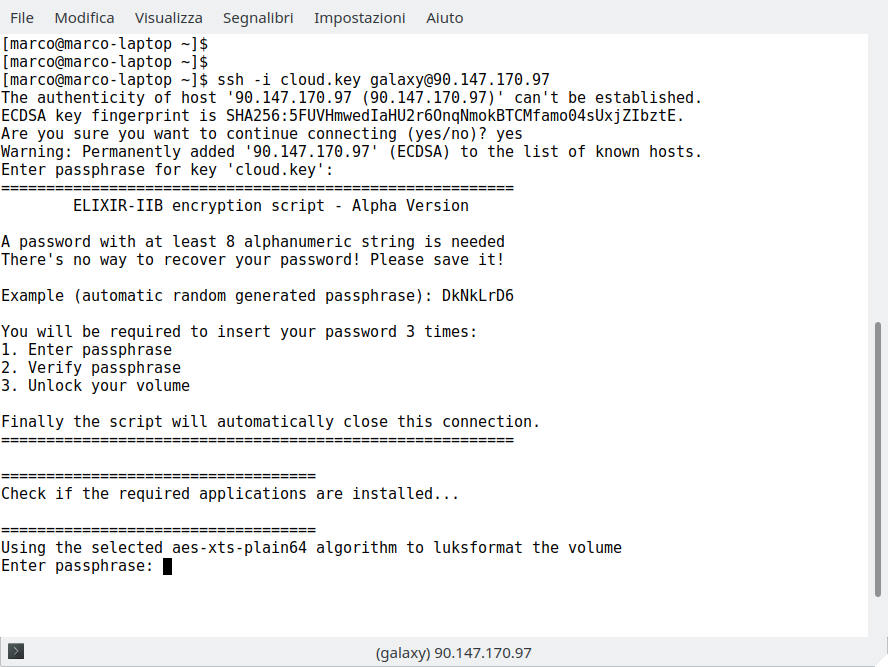 File Modifica Visualizza Segnalibri Impostazioni Aiuto
[marco@marco-laptop ~]$
[marco@marco-laptop ~]$
[marco@marco-laptop ~]$ ssh -i cloud.key galaxy@90.147.170.97
The authenticity of host '90.147.170.97 (90.147.170.97)' can't be established.
ECDSA key fingerprint is SHA256:5FUVHmwedIaHU2r6OnqNmokBTCMfamo04sUxjZIbztE.
Are you sure you want to continue connecting (yes/no)? yes
Warning: Permanently added '90.147.170.97' (ECDSA) to the list of known hosts.
Enter passphrase for key 'cloud.key':
=========================================================
ELIXIR-IIB encryption script - Alpha Version
A password with at least 8 alphanumeric string is needed
There's no way to recover your password! Please save it!
Example (automatic random generated passphrase): DkNkLrD6
You will be required to insert your password 3 times:
1. Enter passphrase
2. Verify passphrase
3. Unlock your volume
Finally the script will automatically close this connection.
=========================================================
===================================
Check if the required applications are installed...
===================================
Using the selected aes-xts-plain64 algorithm to luksformat the volume
Enter passphrase:
(galaxy) 90.147.170.97